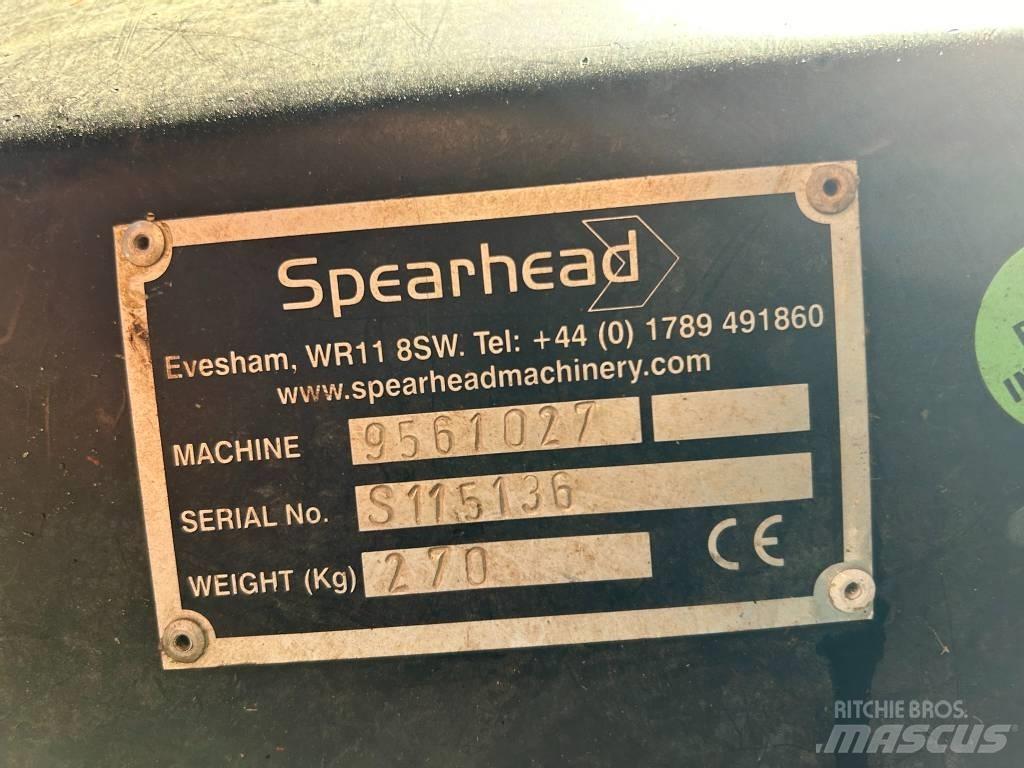 Spearhead
Evesham, WR11 8SW. Tel: +44 (0) 1789 491860
www.spearheadmachinery.com
MACHINE 9561027
SERIAL No. S115136
WEIGHT (Kg) 270 CE
RITCHIE BROS.
MASCUS